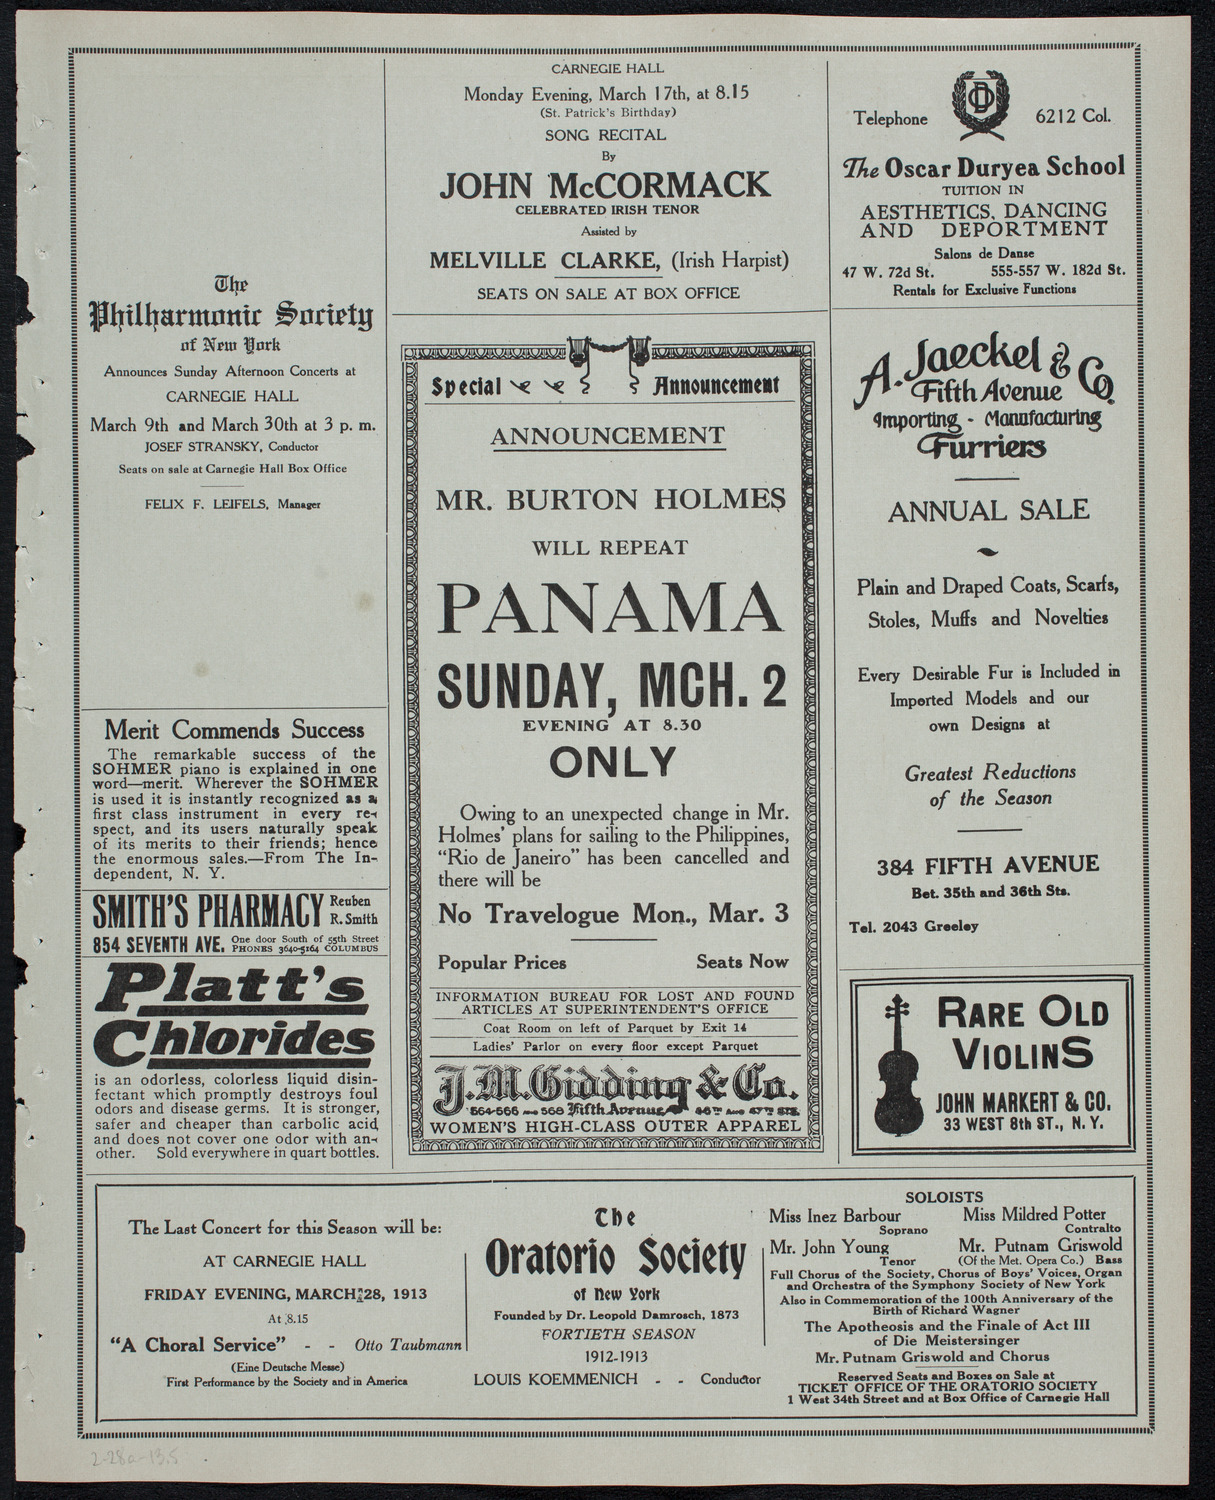 The
Philharmonic Society
of New York
Announces Sunday Afternoon Concerts at
CARNEGIE HALL
March 9th and March 30th at 3 p. m.
JOSEF STRANSKY, Conductor
Seats on sale at Carnegie Hall Box Office
FELIX F. LEIFELS, Manager
Merit Commends Success
The remarkable success of the
SOHMER piano is explained in one
word—merit. Wherever the SOHMER
is used it is instantly recognized as a
first class instrument in every re-
spect, and its users naturally speak
of its merits to their friends; hence
the enormous sales.—From The In-
dependent, N. Y.
SMITH'S PHARMACY Reuben
R. Smith
854 SEVENTH AVE. One door South of 55th Street
PHONES 3640-5164 COLUMBUS
Platt's
Chlorides
is an odorless, colorless liquid disin-
fectant which promptly destroys foul
odors and disease germs. It is stronger,
safer and cheaper than carbolic acid
and does not cover one odor with an-
other. Sold everywhere in quart bottles.
CARNEGIE HALL
Monday Evening, March 17th, at 8.15
(St. Patrick's Birthday)
SONG RECITAL
By
JOHN McCORMACK
CELEBRATED IRISH TENOR
Assisted by
MELVILLE CLARKE, (Irish Harpist)
SEATS ON SALE AT BOX OFFICE
Special Announcement
ANNOUNCEMENT
MR. BURTON HOLMES
WILL REPEAT
PANAMA
SUNDAY, MCH. 2
EVENING AT 8.30
ONLY
Owing to an unexpected change in Mr.
Holmes' plans for sailing to the Philippines,
"Rio de Janeiro" has been cancelled and
there will be
No Travelogue Mon., Mar. 3
Popular Prices Seats Now
INFORMATION BUREAU FOR LOST AND FOUND
ARTICLES AT SUPERINTENDENT'S OFFICE
Coat Room on left of Parquet by Exit 14
Ladies' Parlor on every floor except Parquet
J.M. Gidding & Co.
564-566 AND 568 Fifth Avenue 46TH AND 47TH STS.
WOMEN'S HIGH-CLASS OUTER APPAREL
Telephone OD 6212 Col.
The Oscar Duryea School
TUITION IN
AESTHETICS, DANCING
AND DEPORTMENT
Salons de Danse
47 W. 72d St. 555-557 W. 182d St.
Rentals for Exclusive Functions
A. Jaeckel & Co.
Fifth Avenue
Importing - Manufacturing
Furriers
ANNUAL SALE
Plain and Draped Coats, Scarfs,
Stoles, Muffs and Novelties
Every Desirable Fur is Included in
Imported Models and our
own Designs at
Greatest Reductions
of the Season
384 FIFTH AVENUE
Bet. 35th and 36th Sts.
Tel. 2043 Greeley
RARE OLD
VIOLINS
JOHN MARKERT & CO.
33 WEST 8th ST., N. Y.
The Last Concert for this Season will be:
AT CARNEGIE HALL
FRIDAY EVENING, MARCH 28, 1913
At 8.15
"A Choral Service" - - Otto Taubmann
(Eine Deutsche Messe)
First Performance by the Society and in America
The
Oratorio Society
of New York
Founded by Dr. Leopold Damrosch, 1873
FORTIETH SEASON
1912-1913
LOUIS KOEMMENICH - - Conductor
SOLOISTS
Miss Inez Barbour Miss Mildred Potter
Soprano Contralto
Mr. John Young Mr. Putnam Griswold
Tenor (Of the Met. Opera Co.) Bass
Full Chorus of the Society, Chorus of Boys' Voices, Organ
and Orchestra of the Symphony Society of New York
Also in Commemoration of the 100th Anniversary of the
Birth of Richard Wagner
The Apotheosis and the Finale of Act III
of Die Meistersinger
Mr. Putnam Griswold and Chorus
Reserved Seats and Boxes on Sale at
TICKET OFFICE OF THE ORATORIO SOCIETY
1 West 34th Street and at Box Office of Carnegie Hall
2-28a-13.5